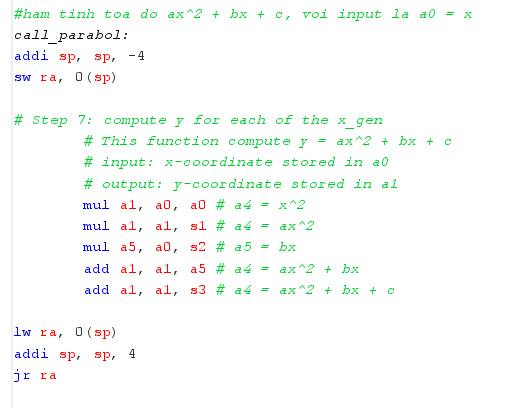 #ham tinh toa do ax^2 + bx + c, voi input la a0 = x
call_parabol:
addi sp, sp, -4
sw ra, 0(sp)
# Step 7: compute y for each of the x_gen
# This function compute y = ax^2 + bx + c
# input: x-coordinate stored in a0
# output: y-coordinate stored in a1
mul a1, a0, a0 # a4 = x^2
mul a1, a1, s1 # a4 = ax^2
mul a5, a0, s2 # a5 = bx
add a1, a1, a5 # a4 = ax^2 + bx
add a1, a1, s3 # a4 = ax^2 + bx + c
lw ra, 0(sp)
addi sp, sp, 4
jr ra